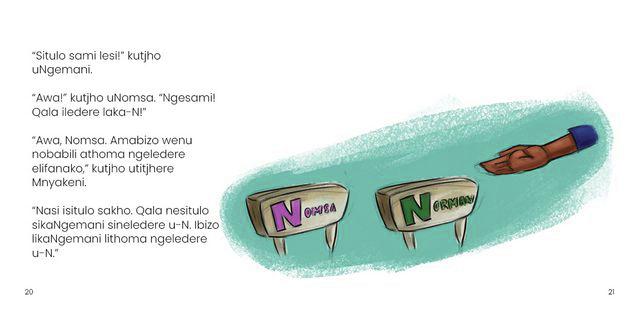 “Situlo sami lesi!” kutjho
uNgemani.
“Awa!” kutjho uNomsa. “Ngesami!
Qala iledere laka-N!”
“Awa, Nomsa. Amabizo wenu
nobabili athoma ngeledere
elifanako,” kutjho utitjhere
Mnyakeni.
“Nasi isitulo sakho. Qala nesitulo
sikaNgemani sineledere u-N. Ibizo
likaNgemani lithoma ngeledere
u-N.”
NOMSA
NORMAN
20
21